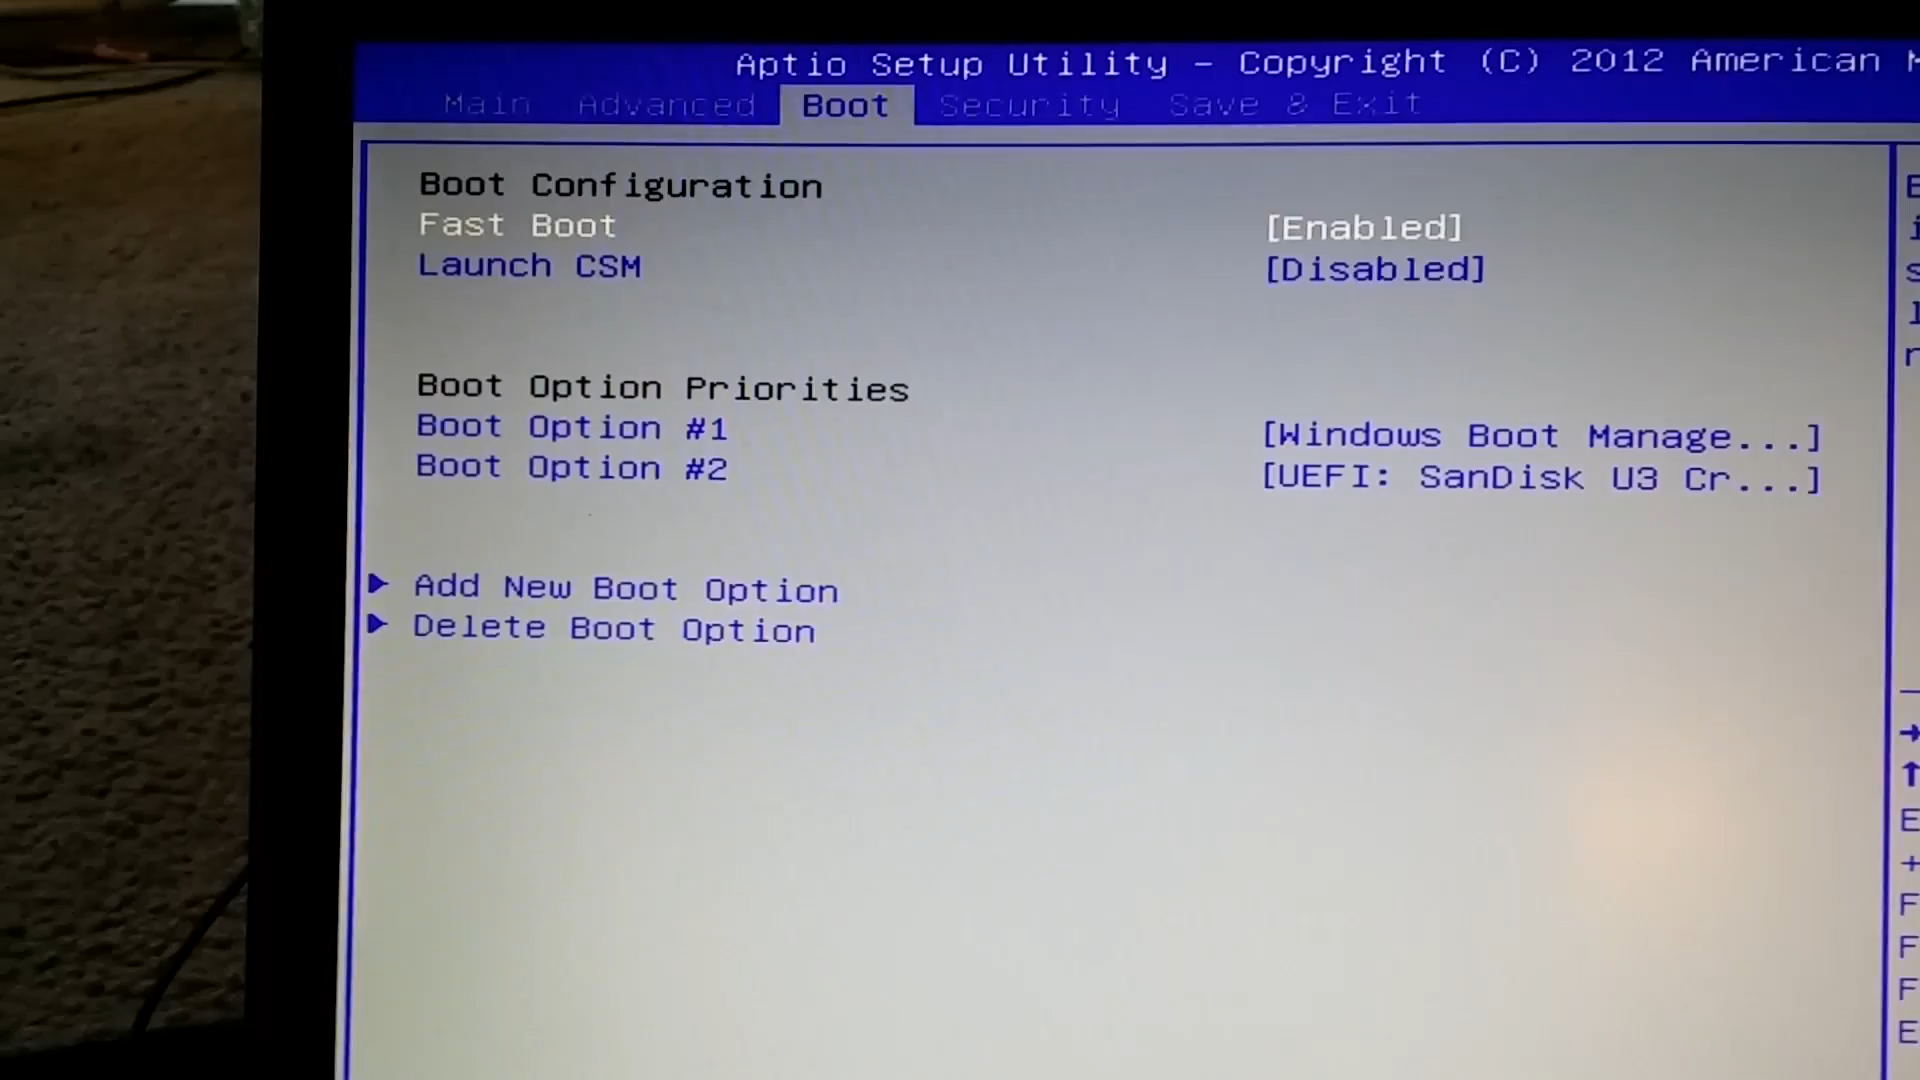 Aptio Setup Utility - Copyright (C) 2012 American
Main Advanced Boot Security Save & Exit
Boot Configuration
Fast Boot [Enabled]
Launch CSM [Disabled]
Boot Option Priorities
Boot Option #1 [Windows Boot Manage...]
Boot Option #2 [UEFI: SanDisk U3 Cr...]
Add New Boot Option
Delete Boot Option